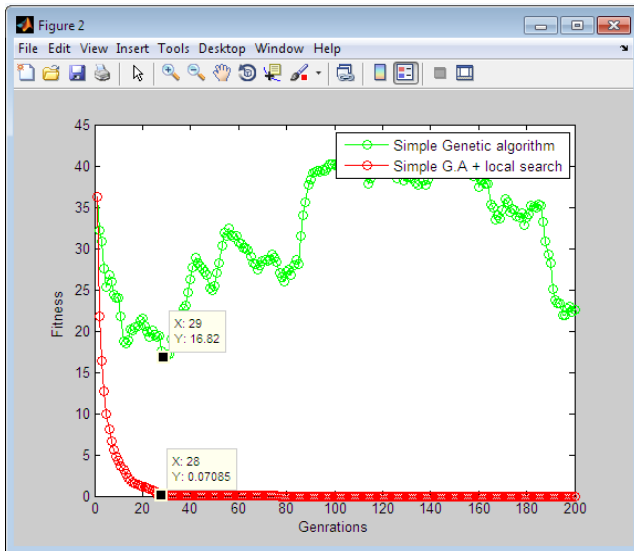 Figure 2
File Edit View Insert Tools Desktop Window Help
45
40
35
30
25
20
15
10
5
0
Fitness
Simple Genetic algorithm
Simple G.A + local search
X: 29
Y: 16.82
X: 28
Y: 0.07085
0 20 40 60 80 100 120 140 160 180 200
Genrations